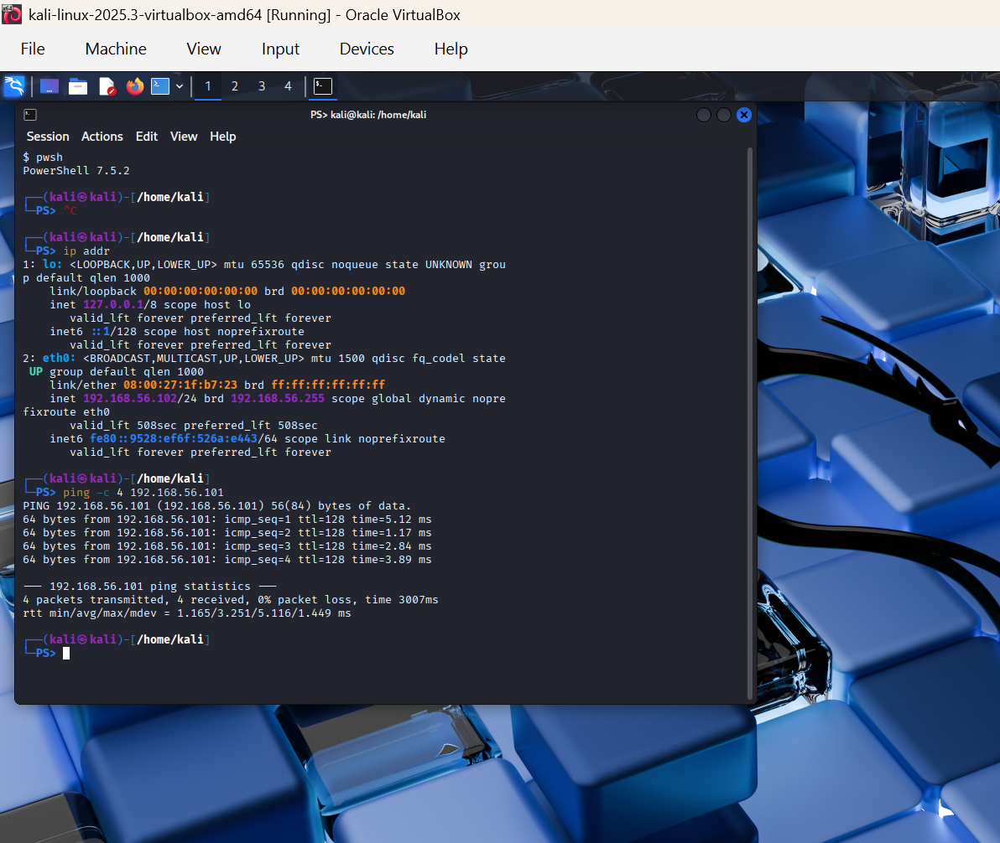 kali-linux-2025.3-virtualbox-amd64 [Running] - Oracle VirtualBox
File Machine View Input Devices Help
1 2 3 4
PS> kali@kali: /home/kali
Session Actions Edit View Help
$ pwsh
PowerShell 7.5.2
┌──(kali㉿kali)-[/home/kali]
└─PS> ^C
┌──(kali㉿kali)-[/home/kali]
└─PS> ip addr
1: lo: <LOOPBACK,UP,LOWER_UP> mtu 65536 qdisc noqueue state UNKNOWN grou
p default qlen 1000
    link/loopback 00:00:00:00:00:00 brd 00:00:00:00:00:00
    inet 127.0.0.1/8 scope host lo
       valid_lft forever preferred_lft forever
    inet6 ::1/128 scope host noprefixroute
       valid_lft forever preferred_lft forever
2: eth0: <BROADCAST,MULTICAST,UP,LOWER_UP> mtu 1500 qdisc fq_codel state
 UP group default qlen 1000
    link/ether 08:00:27:1f:b7:23 brd ff:ff:ff:ff:ff:ff
    inet 192.168.56.102/24 brd 192.168.56.255 scope global dynamic nopre
fixroute eth0
       valid_lft 508sec preferred_lft 508sec
    inet6 fe80::9528:ef6f:526a:e443/64 scope link noprefixroute
       valid_lft forever preferred_lft forever
┌──(kali㉿kali)-[/home/kali]
└─PS> ping -c 4 192.168.56.101
PING 192.168.56.101 (192.168.56.101) 56(84) bytes of data.
64 bytes from 192.168.56.101: icmp_seq=1 ttl=128 time=5.12 ms
64 bytes from 192.168.56.101: icmp_seq=2 ttl=128 time=1.17 ms
64 bytes from 192.168.56.101: icmp_seq=3 ttl=128 time=2.84 ms
64 bytes from 192.168.56.101: icmp_seq=4 ttl=128 time=3.89 ms
--- 192.168.56.101 ping statistics ---
4 packets transmitted, 4 received, 0% packet loss, time 3007ms
rtt min/avg/max/mdev = 1.165/3.251/5.116/1.449 ms
┌──(kali㉿kali)-[/home/kali]
└─PS>